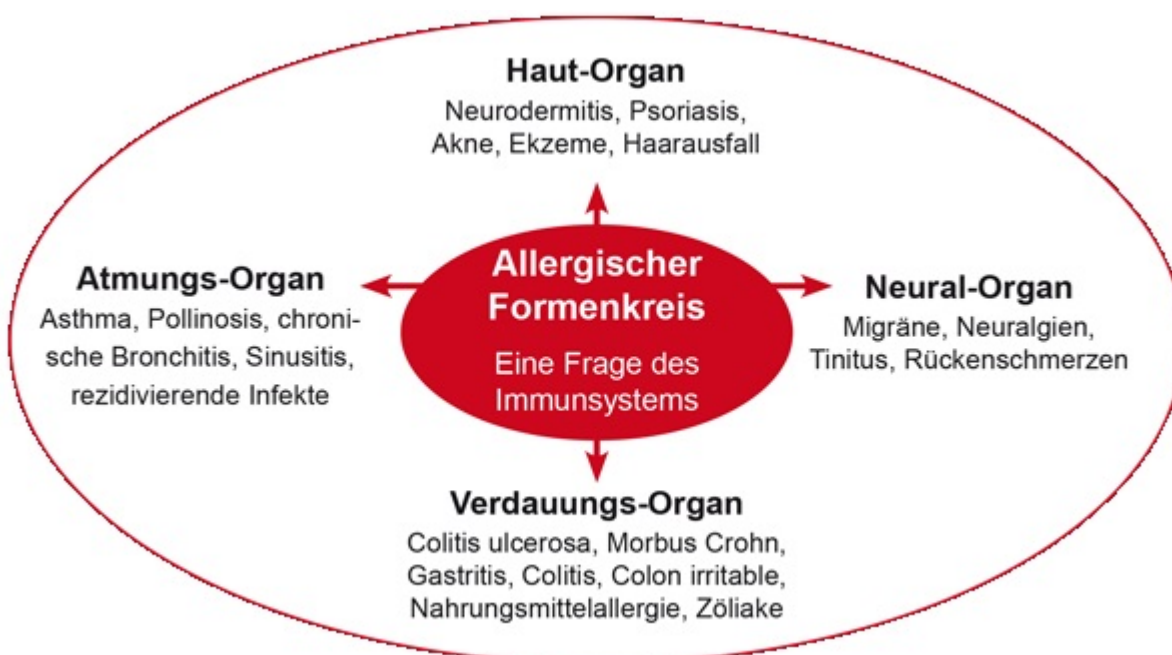 Haut-Organ
Neurodermitis, Psoriasis,
Akne, Ekzeme, Haarausfall
Allergischer
Formenkreis
Eine Frage des
Immunsystems
Atmungs-Organ
Asthma, Pollinosis, chroni-
sche Bronchitis, Sinusitis,
rezidivierende Infekte
Neural-Organ
Migräne, Neuralgien,
Tinitus, Rückenschmerzen
Verdauungs-Organ
Colitis ulcerosa, Morbus Crohn,
Gastritis, Colitis, Colon irritable,
Nahrungsmittelallergie, Zöliake